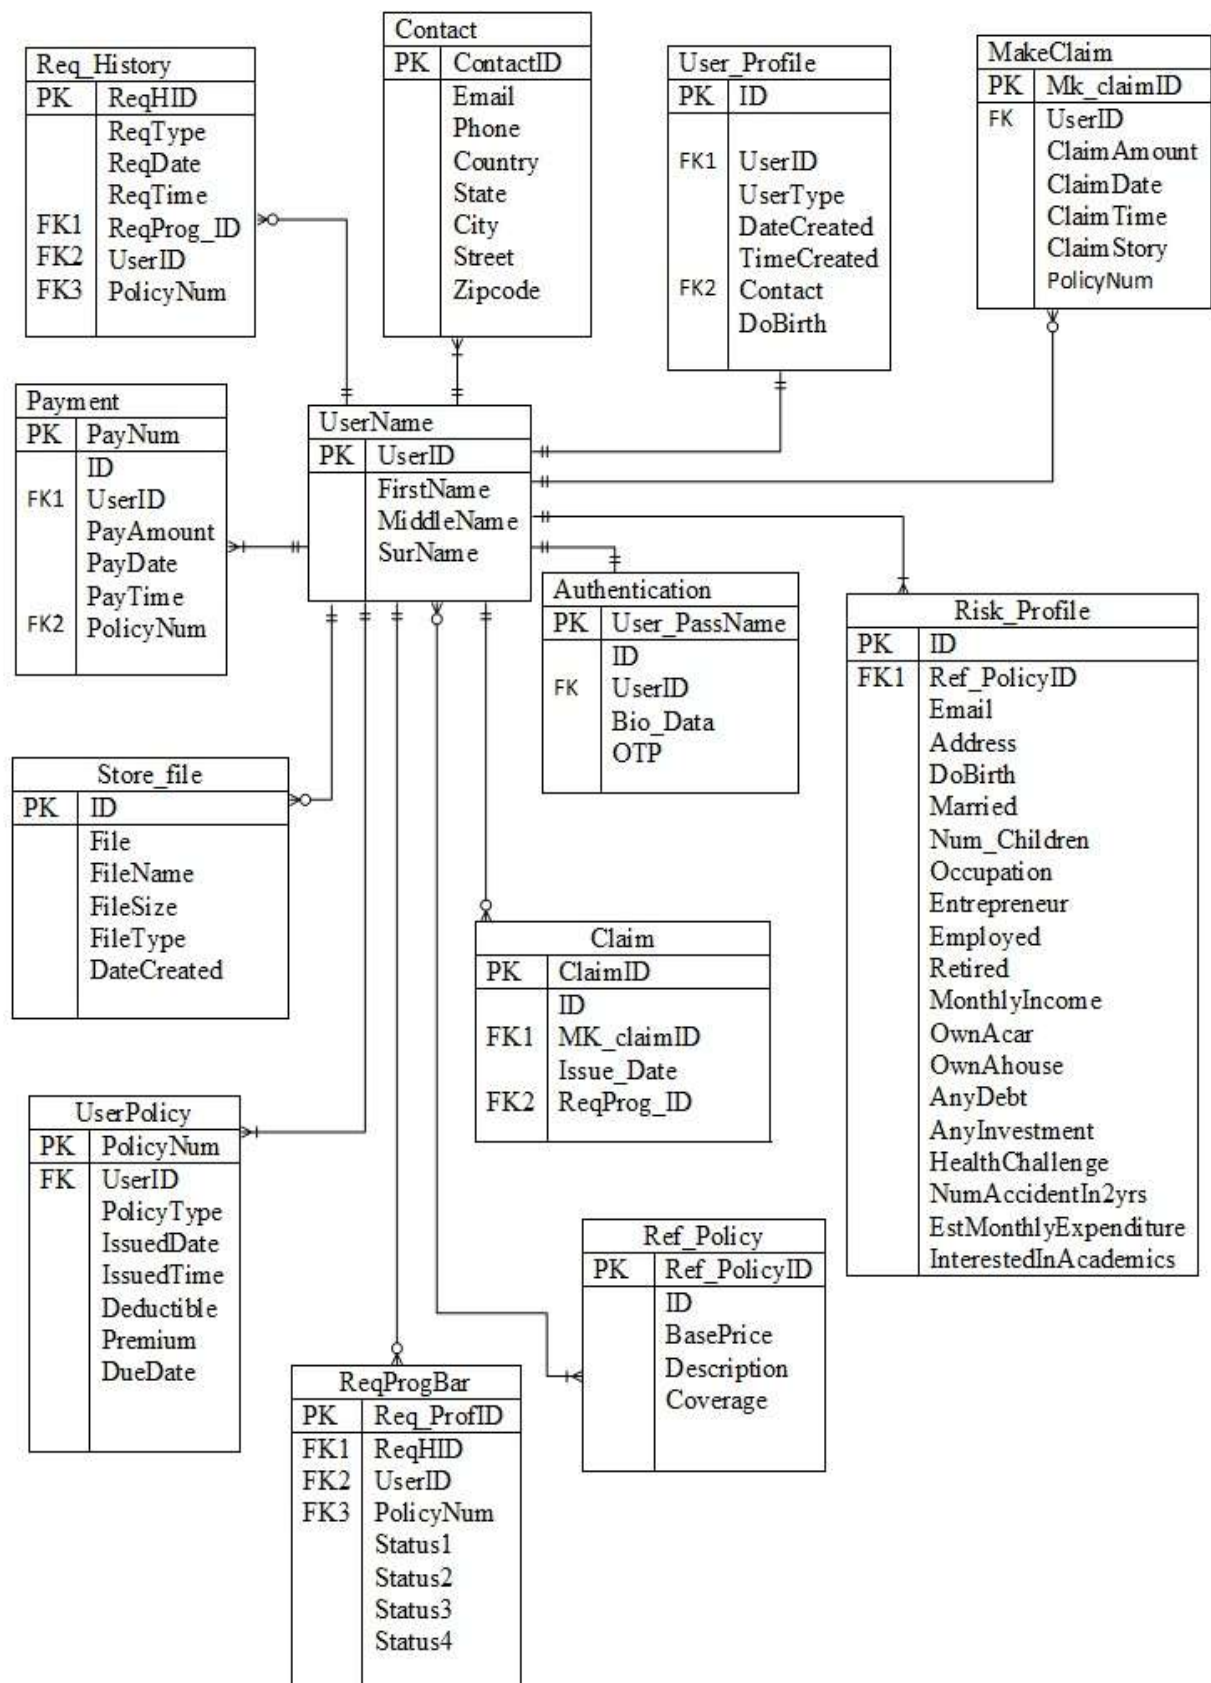 Req_History
PK ReqHID
ReqType
ReqDate
ReqTime
FK1 ReqProg_ID
FK2 UserID
FK3 PolicyNum
Contact
PK ContactID
Email
Phone
Country
State
City
Street
Zipcode
User_Profile
PK ID
FK1 UserID
UserType
DateCreated
TimeCreated
FK2 Contact
DoBirth
MakeClaim
PK Mk_claimID
FK UserID
ClaimAmount
ClaimDate
ClaimTime
ClaimStory
PolicyNum
Payment
PK PayNum
ID
FK1 UserID
PayAmount
PayDate
PayTime
FK2 PolicyNum
UserName
PK UserID
FirstName
MiddleName
SurName
Authentication
PK User_PassName
ID
FK UserID
Bio_Data
OTP
Risk_Profile
PK ID
FK1 Ref_PolicyID
Email
Address
DoBirth
Married
Num_Children
Occupation
Entrepreneur
Employed
Retired
MonthlyIncome
OwnAcar
OwnAhouse
AnyDebt
AnyInvestment
HealthChallenge
NumAccidentIn2yrs
EstMonthlyExpenditure
InterestedInAcademics
Store_file
PK ID
File
FileName
FileSize
FileType
DateCreated
Claim
PK ClaimID
ID
FK1 MK_claimID
Issue_Date
FK2 ReqProg_ID
UserPolicy
PK PolicyNum
FK UserID
PolicyType
IssuedDate
IssuedTime
Deductible
Premium
DueDate
Ref_Policy
PK Ref_PolicyID
ID
BasePrice
Description
Coverage
ReqProgBar
PK Req_ProfID
FK1 ReqHID
FK2 UserID
FK3 PolicyNum
Status1
Status2
Status3
Status4